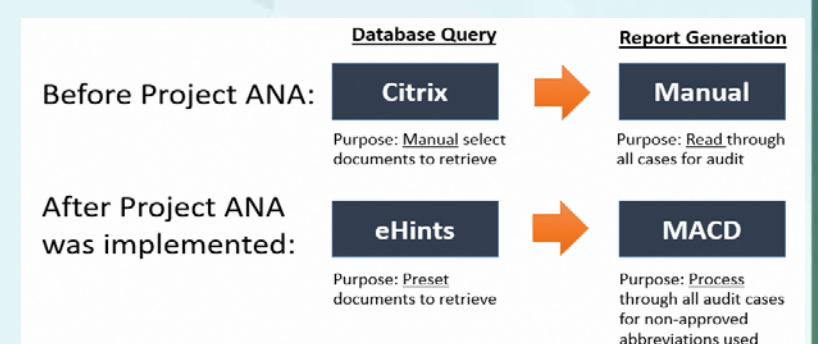 Database Query
Report Generation
Before Project ANA:
Citrix
Manual
Purpose: Manual select
documents to retrieve
Purpose: Read through
all cases for audit
After Project ANA
was implemented:
eHints
MACD
Purpose: Preset
documents to retrieve
Purpose: Process
through all audit cases
for non-approved
abbreviations used